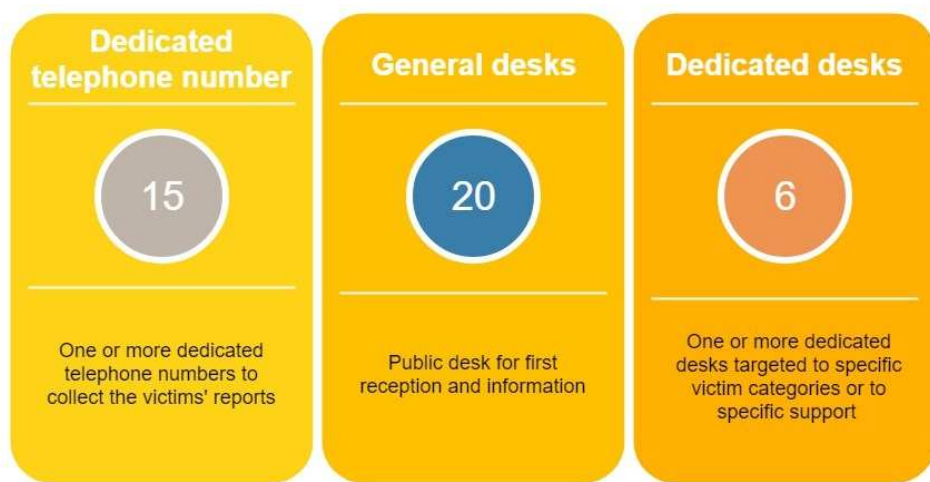 Dedicated
telephone number
15
One or more dedicated
telephone numbers to
collect the victims' reports
General desks
20
Public desk for first
reception and information
Dedicated desks
6
One or more dedicated
desks targeted to specific
victim categories or to
specific support